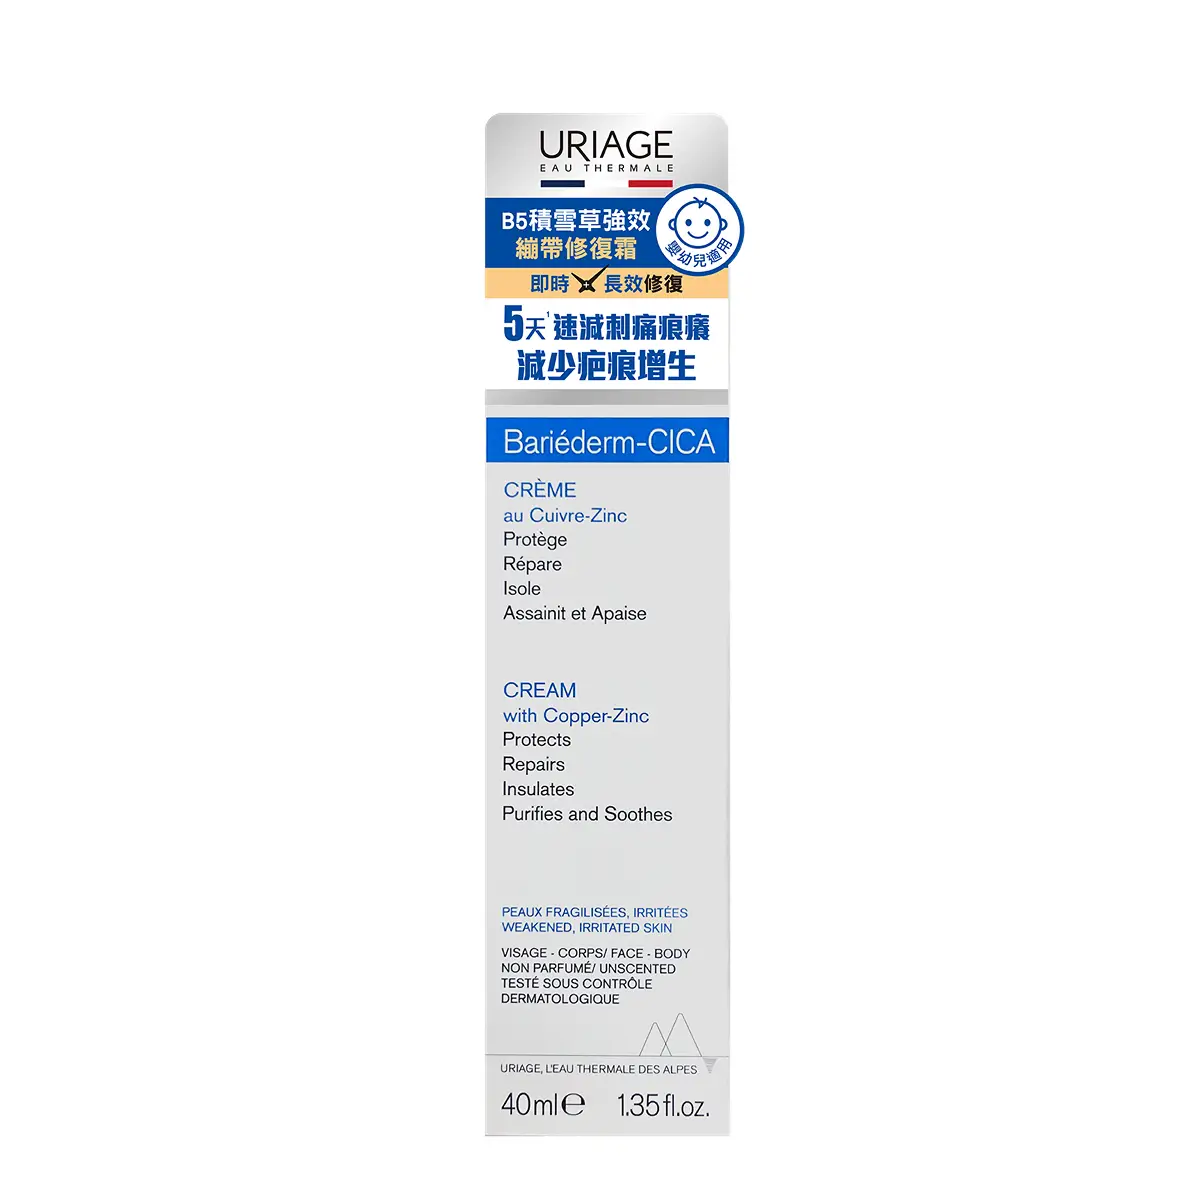 URIAGE
EAU THERMALE
B5積雪草強效
繃帶修復霜
嬰幼兒適用
即時 長效修復
5天¹速減刺痛痕癢
減少疤痕增生
Bariéderm-CICA
CRÈME
au Cuivre-Zinc
Protège
Répare
Isole
Assainit et Apaise
CREAM
with Copper-Zinc
Protects
Repairs
Insulates
Purifies and Soothes
PEAUX FRAGILISÉES, IRRITÉES
WEAKENED, IRRITATED SKIN
VISAGE - CORPS/ FACE - BODY
NON PARFUMÉ/ UNSCENTED
TESTÉ SOUS CONTRÔLE
DERMATOLOGIQUE
URIAGE, L'EAU THERMALE DES ALPES
40ml℮ 1.35fl.oz.